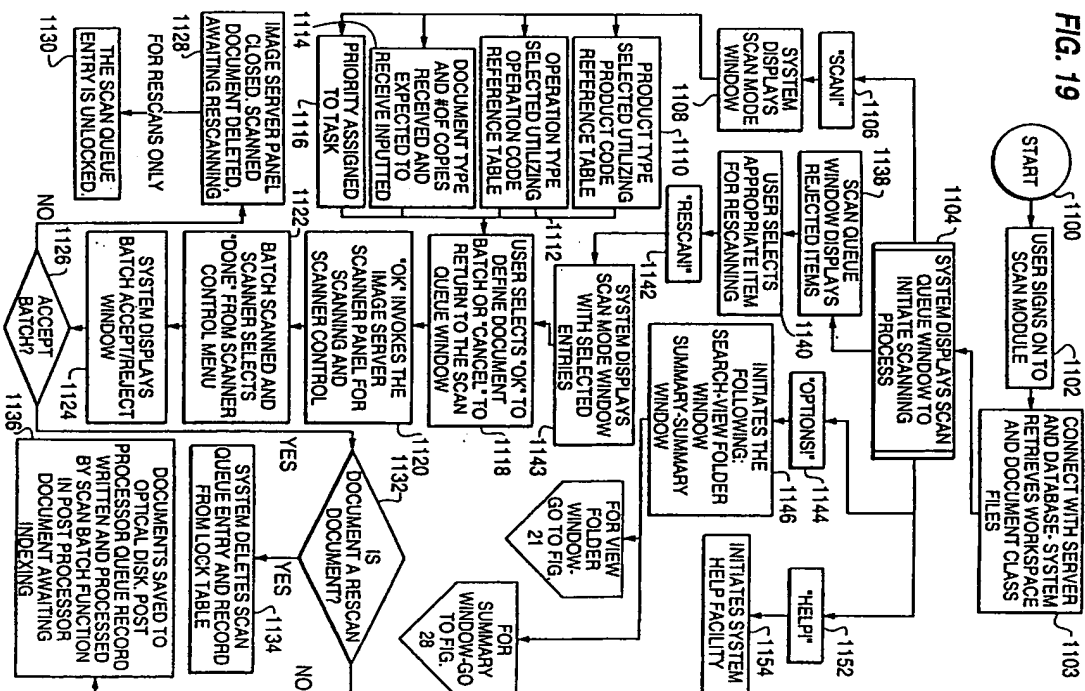 FIG. 19
START
1100
USER SIGNS ON TO
SCAN MODULE
1102
CONNECT WITH SERVER
AND DATABASE- SYSTEM
RETRIEVES WORKSPACE
AND DOCUMENT CLASS
FILES
1103
1104
SYSTEM DISPLAYS SCAN
QUEUE WINDOW TO
INITIATE SCANNING
PROCESS
"SCAN!"
1106
SYSTEM
DISPLAYS
SCAN MODE
WINDOW
1108
PRODUCT TYPE
SELECTED UTILIZING
PRODUCT CODE
REFERENCE TABLE
1110
OPERATION TYPE
SELECTED UTILIZING
OPERATION CODE
REFERENCE TABLE
1112
DOCUMENT TYPE
AND #OF COPIES
RECEIVED AND
EXPECTED TO
RECEIVE INPUTTED
1114
PRIORITY ASSIGNED
TO TASK
1116
1138
SCAN QUEUE
WINDOW DISPLAYS
REJECTED ITEMS
USER SELECTS
APPROPRIATE ITEM
FOR RESCANNING
1140
"RESCAN!"
1142
SYSTEM DISPLAYS
SCAN MODE WINDOW
WITH SELECTED
ENTRIES
1143
USER SELECTS "OK" TO
DEFINE DOCUMENT
BATCH OR "CANCEL" TO
RETURN TO THE SCAN
QUEUE WINDOW
1118
"OK" INVOKES THE
IMAGE SERVER
SCANNER PANEL FOR
SCANNING AND
SCANNER CONTROL
1120
1122
BATCH SCANNED AND
SCANNER SELECTS
"DONE" FROM SCANNER
CONTROL MENU
SYSTEM DISPLAYS
BATCH ACCEPT/REJECT
WINDOW
1124
1126
ACCEPT
BATCH?
NO
YES
IMAGE SERVER PANEL
CLOSED. SCANNED
DOCUMENT DELETED,
AWAITING RESCANNING
1128
FOR RESCANS ONLY
THE SCAN QUEUE
ENTRY IS UNLOCKED,
1130
"OPTIONS!"
1144
INITIATES THE
FOLLOWING:
SEARCH-VIEW FOLDER
WINDOW
SUMMARY-SUMMARY
WINDOW
1146
FOR VIEW
FOLDER
WINDOW-
GO TO FIG.
21
FOR
SUMMARY
WINDOW-GO
TO FIG.
28
"HELP!"
1152
INITIATES SYSTEM
HELP FACILITY
1154
1132
IS
DOCUMENT A RESCAN
DOCUMENT?
YES
NO
SYSTEM DELETES SCAN
QUEUE ENTRY AND RECORD
FROM LOCK TABLE
1134
1136
DOCUMENTS SAVED TO
OPTICAL DISK. POST
PROCESSOR QUEUE RECORD
WRITTEN AND PROCESSED
BY SCAN BATCH FUNCTION
IN POST PROCESSOR
DOCUMENT AWAITING
INDEXING